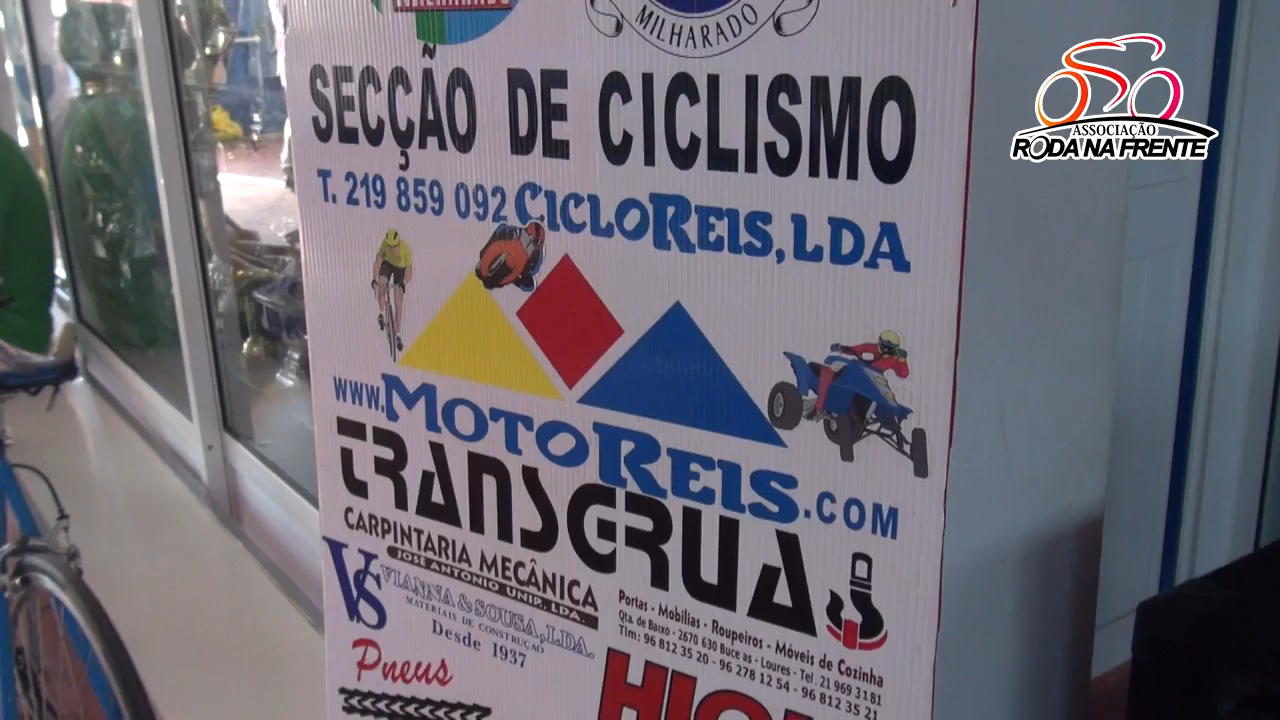 MILHARADO
SECÇÃO DE CICLISMO
T. 219 859 092 CICLOREIS, LDA
ASSOCIAÇÃO
RODA NA FRENTE
WWW.MOTOREIS.COM
TRANSGRUA
CARPINTARIA MECÂNICA
JOSÉ ANTONIO UNIP. LDA.
VS VIANNA & SOUSA, LDA.
MATERIAIS DE CONSTRUÇÃO
Desde 1937
Portas - Mobílias - Roupeiros - Móveis de Cozinha
Qta. de Baixo - 2670 630 Buce as - Loures - Tel. 21 969 3181
Tlm: 96 812 35 20 - 96 278 12 54 - 96 812 35 21
Pneus